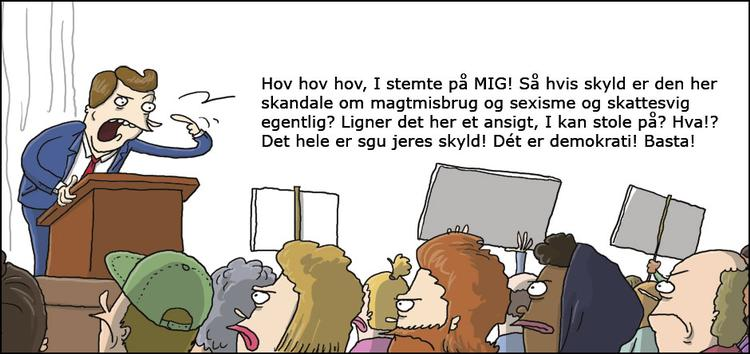 Hov hov hov, I stemte på MIG! Så hvis skyld er den her
skandale om magtmisbrug og sexisme og skattesvig
egentlig? Ligner det her et ansigt, I kan stole på? Hva!?
Det hele er sgu jeres skyld! Dét er demokrati! Basta!